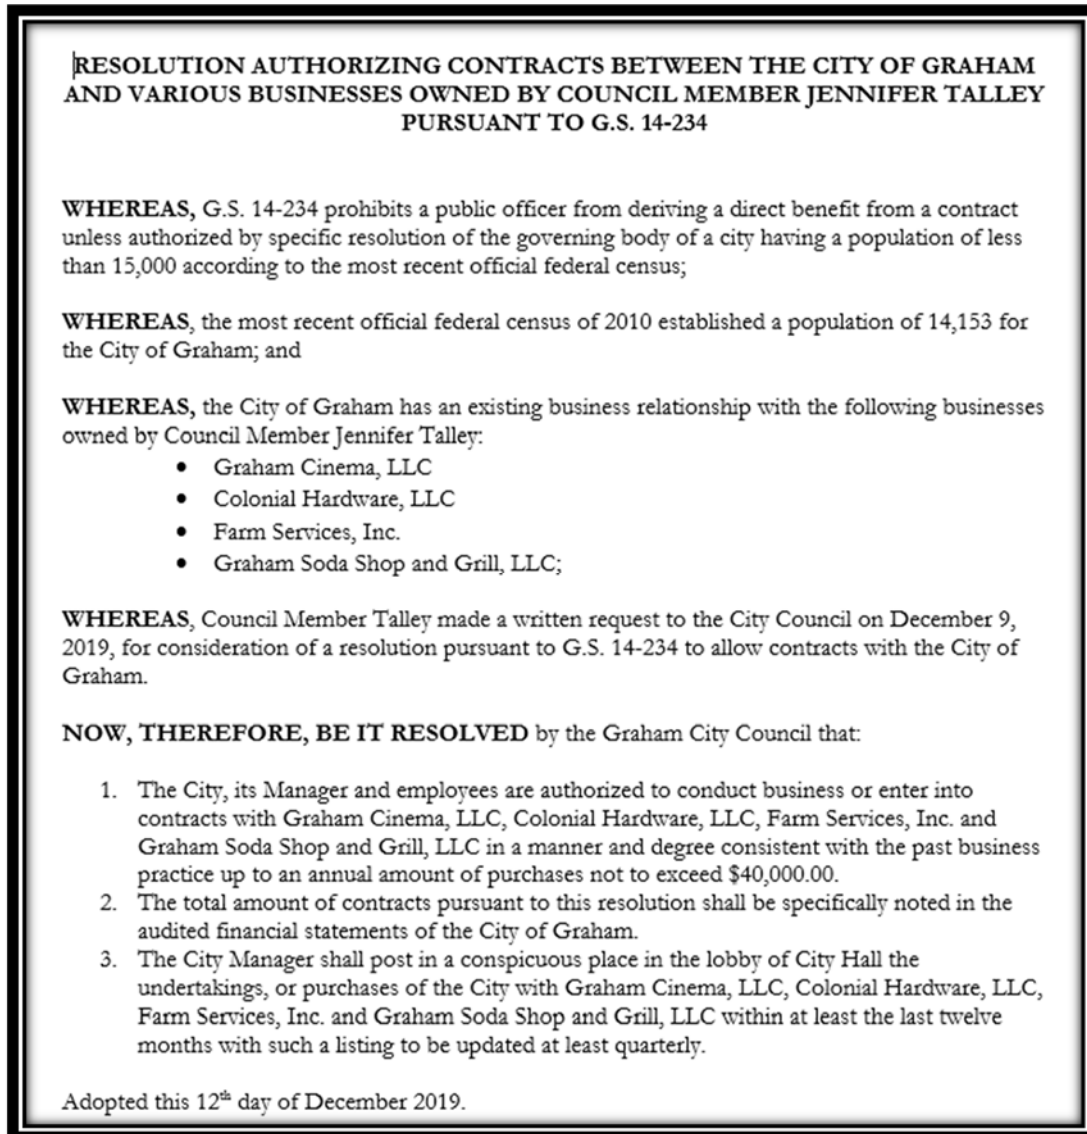 RESOLUTION AUTHORIZING CONTRACTS BETWEEN THE CITY OF GRAHAM
AND VARIOUS BUSINESSES OWNED BY COUNCIL MEMBER JENNIFER TALLEY
PURSUANT TO G.S. 14-234
WHEREAS, G.S. 14-234 prohibits a public officer from deriving a direct benefit from a contract
unless authorized by specific resolution of the governing body of a city having a population of less
than 15,000 according to the most recent official federal census;
WHEREAS, the most recent official federal census of 2010 established a population of 14,153 for
the City of Graham; and
WHEREAS, the City of Graham has an existing business relationship with the following businesses
owned by Council Member Jennifer Talley:
• Graham Cinema, LLC
• Colonial Hardware, LLC
• Farm Services, Inc.
• Graham Soda Shop and Grill, LLC;
WHEREAS, Council Member Talley made a written request to the City Council on December 9,
2019, for consideration of a resolution pursuant to G.S. 14-234 to allow contracts with the City of
Graham.
NOW, THEREFORE, BE IT RESOLVED by the Graham City Council that:
1. The City, its Manager and employees are authorized to conduct business or enter into
contracts with Graham Cinema, LLC, Colonial Hardware, LLC, Farm Services, Inc. and
Graham Soda Shop and Grill, LLC in a manner and degree consistent with the past business
practice up to an annual amount of purchases not to exceed $40,000.00.
2. The total amount of contracts pursuant to this resolution shall be specifically noted in the
audited financial statements of the City of Graham.
3. The City Manager shall post in a conspicuous place in the lobby of City Hall the
undertakings, or purchases of the City with Graham Cinema, LLC, Colonial Hardware, LLC,
Farm Services, Inc. and Graham Soda Shop and Grill, LLC within at least the last twelve
months with such a listing to be updated at least quarterly.
Adopted this 12th day of December 2019.